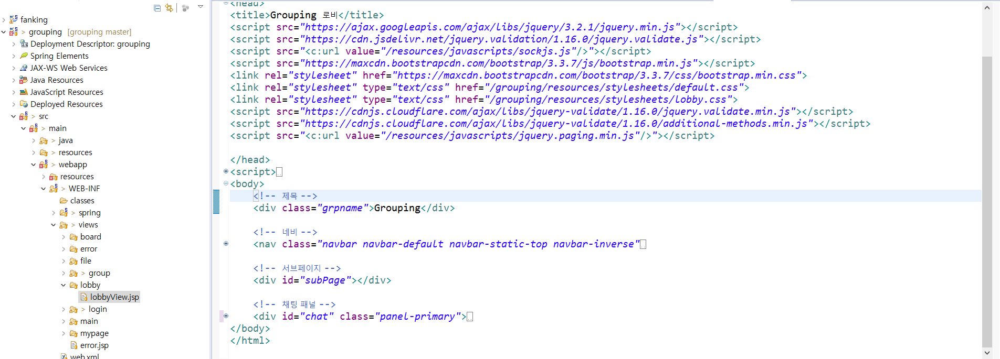 fanking
> grouping [grouping master]
Deployment Descriptor: grouping
Spring Elements
JAX-WS Web Services
Java Resources
JavaScript Resources
Deployed Resources
> src
> main
> java
> resources
> webapp
resources
> WEB-INF
classes
> spring
> views
board
error
file
> group
lobby
lobbyView.jsp
> login
main
mypage
error.jsp
web.xml
<head>
<title>Grouping 로비</title>
<script src="https://ajax.googleapis.com/ajax/libs/jquery/3.2.1/jquery.min.js"></script>
<script src="https://cdn.jsdelivr.net/jquery.validation/1.16.0/jquery.validate.js"></script>
<script src="<c:url value="/resources/javascripts/sockjs.js"/>"></script>
<script src="https://maxcdn.bootstrapcdn.com/bootstrap/3.3.7/js/bootstrap.min.js"></script>
<link rel="stylesheet" href="https://maxcdn.bootstrapcdn.com/bootstrap/3.3.7/css/bootstrap.min.css">
<link rel="stylesheet" type="text/css" href="/grouping/resources/stylesheets/default.css">
<link rel="stylesheet" type="text/css" href="/grouping/resources/stylesheets/lobby.css">
<script src="https://cdnjs.cloudflare.com/ajax/libs/jquery-validate/1.16.0/jquery.validate.min.js"></script>
<script src="https://cdnjs.cloudflare.com/ajax/libs/jquery-validate/1.16.0/additional-methods.min.js"></script>
<script src="<c:url value="/resources/javascripts/jquery.paging.min.js"/>"></script>
</head>
<script>
<body>
<!-- 제목 -->
<div class="grpname">Grouping</div>
<!-- 네비 -->
<nav class="navbar navbar-default navbar-static-top navbar-inverse"
<!-- 서브페이지 -->
<div id="subPage"></div>
<!-- 채팅 패널 -->
<div id="chat" class="panel-primary">
</body>
</html>